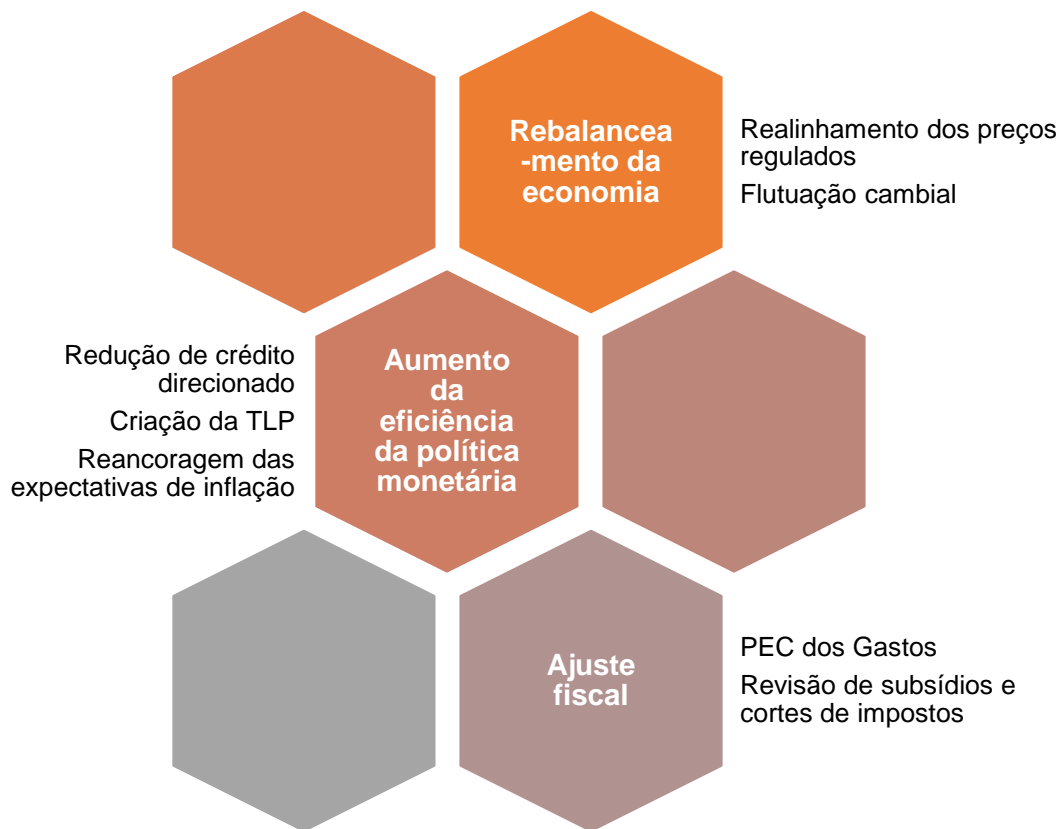 Rebalancea
-mento da
economia
Realinhamento dos preços
regulados
Flutuação cambial
Redução de crédito
direcionado
Criação da TLP
Reancoragem das
expectativas de inflação
Aumento
da
eficiência
da política
monetária
Ajuste
fiscal
PEC dos Gastos
Revisão de subsídios e
cortes de impostos